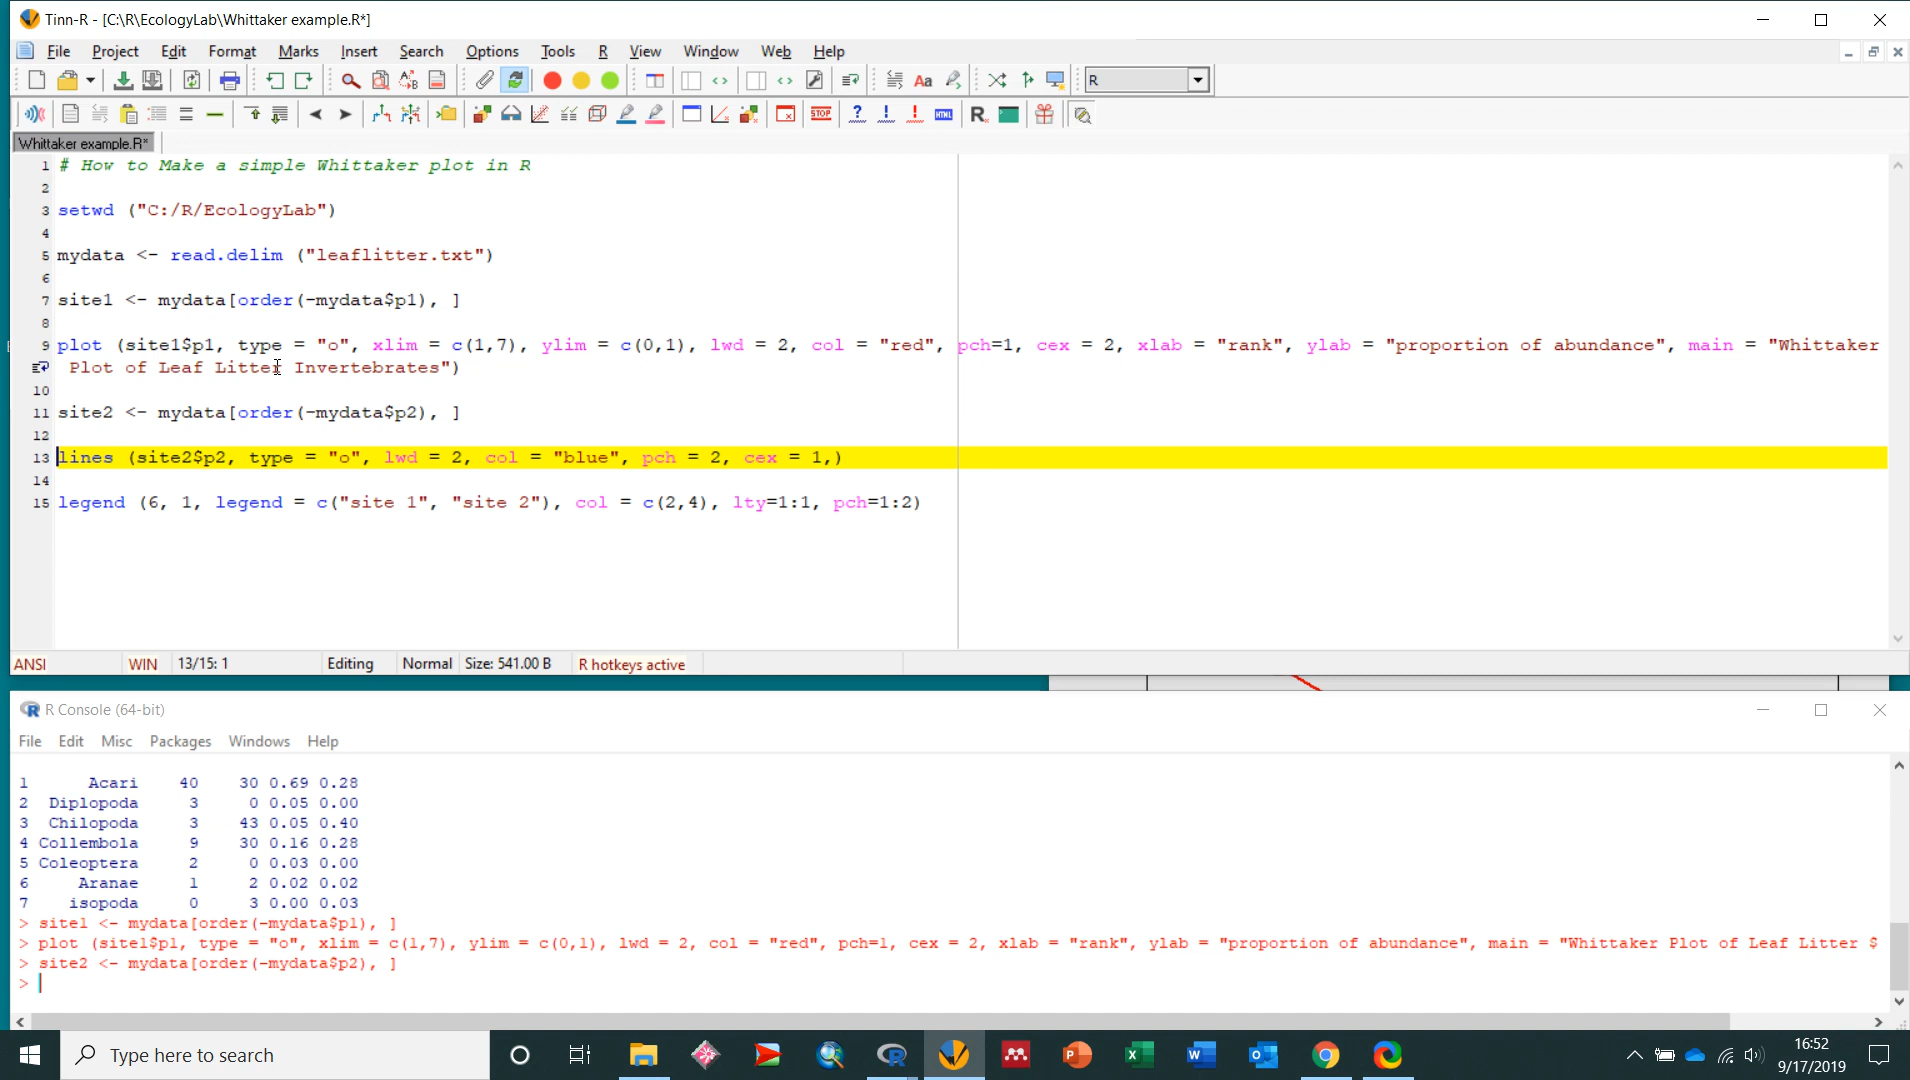 Tinn-R - [C:\R\EcologyLab\Whittaker example.R*]
File Project Edit Format Marks Insert Search Options Tools R View Window Web Help
R
STOP ? ! ! HTML R
Whittaker example.R*
1 # How to Make a simple Whittaker plot in R
2
3 setwd ("C:/R/EcologyLab")
4
5 mydata <- read.delim ("leaflitter.txt")
6
7 site1 <- mydata[order(-mydata$p1), ]
8
9 plot (site1$p1, type = "o", xlim = c(1,7), ylim = c(0,1), lwd = 2, col = "red", pch=1, cex = 2, xlab = "rank", ylab = "proportion of abundance", main = "Whittaker
Plot of Leaf Litter Invertebrates")
10
11 site2 <- mydata[order(-mydata$p2), ]
12
13 lines (site2$p2, type = "o", lwd = 2, col = "blue", pch = 2, cex = 1,)
14
15 legend (6, 1, legend = c("site 1", "site 2"), col = c(2,4), lty=1:1, pch=1:2)
ANSI WIN 13/15: 1 Editing Normal Size: 541.00 B R hotkeys active
R Console (64-bit)
File Edit Misc Packages Windows Help
1 Acari 40 30 0.69 0.28
2 Diplopoda 3 0 0.05 0.00
3 Chilopoda 3 43 0.05 0.40
4 Collembola 9 30 0.16 0.28
5 Coleoptera 2 0 0.03 0.00
6 Aranae 1 2 0.02 0.02
7 isopoda 0 3 0.00 0.03
> site1 <- mydata[order(-mydata$p1), ]
> plot (site1$p1, type = "o", xlim = c(1,7), ylim = c(0,1), lwd = 2, col = "red", pch=1, cex = 2, xlab = "rank", ylab = "proportion of abundance", main = "Whittaker Plot of Leaf Litter $
> site2 <- mydata[order(-mydata$p2), ]
>
Type here to search
16:52
9/17/2019